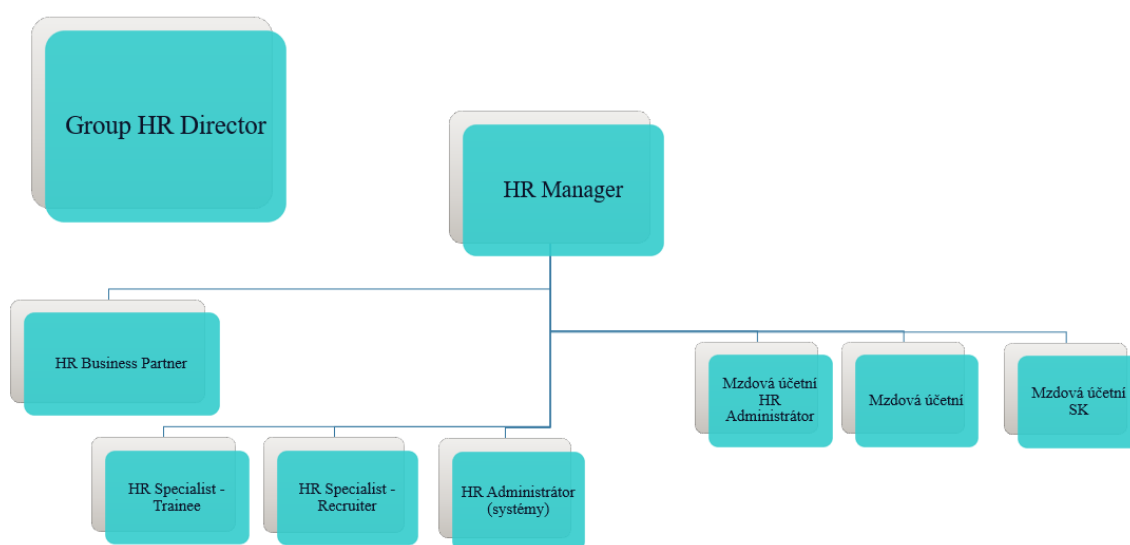 Group HR Director
HR Manager
HR Business Partner
Mzdová účetní
HR
Administrátor
Mzdová účetní
Mzdová účetní
SK
HR Specialist -
Trainee
HR Specialist -
Recruiter
HR Administrátor
(systémy)